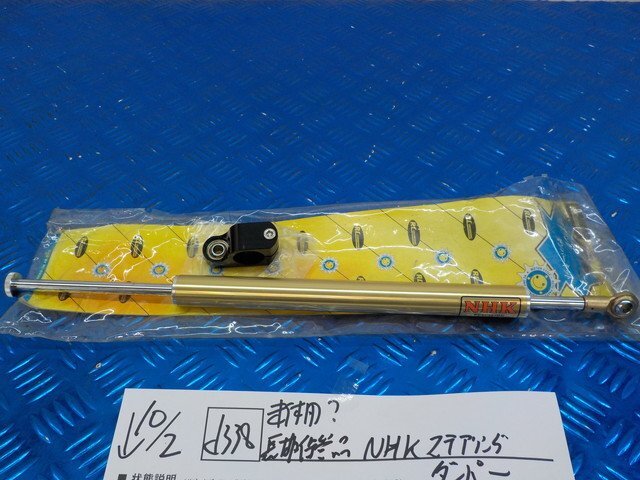 NHK
↓10/2
d338
未使用?
長期保管品
NHK ステアリング
ダンパー
■状態説明